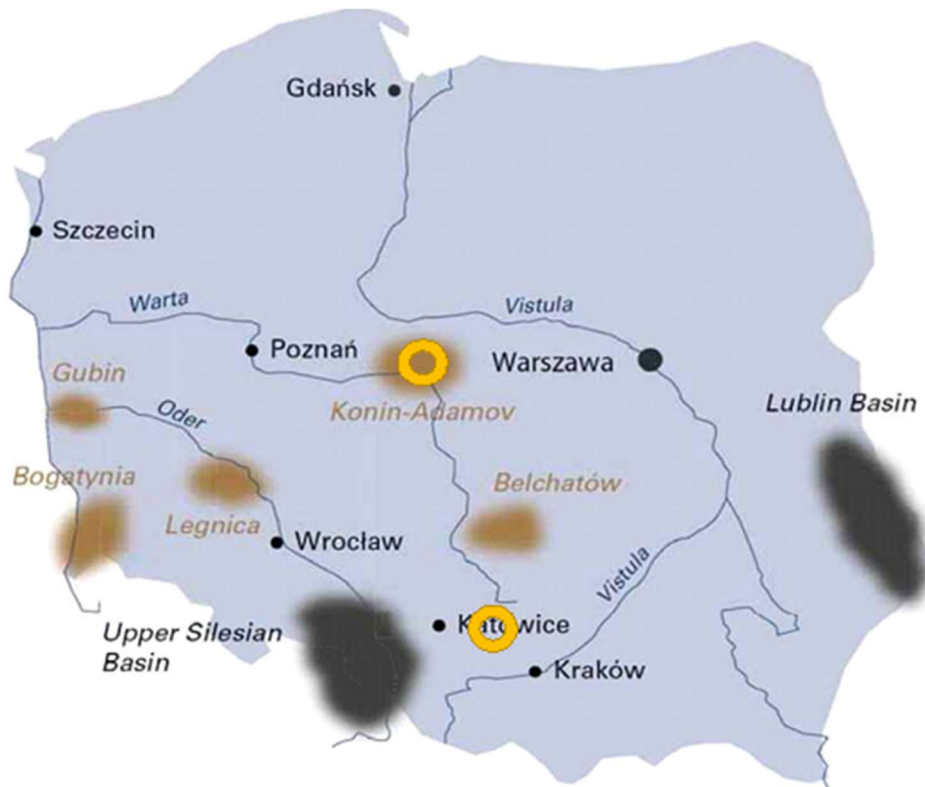 Gdańsk
Szczecin
Warta
Vistula
Poznań
Warszawa
Gubin
Konin-Adamov
Oder
Lublin Basin
Bogatynia
Belchatów
Legnica
Wrocław
Vistula
Upper Silesian
Basin
Katowice
Kraków